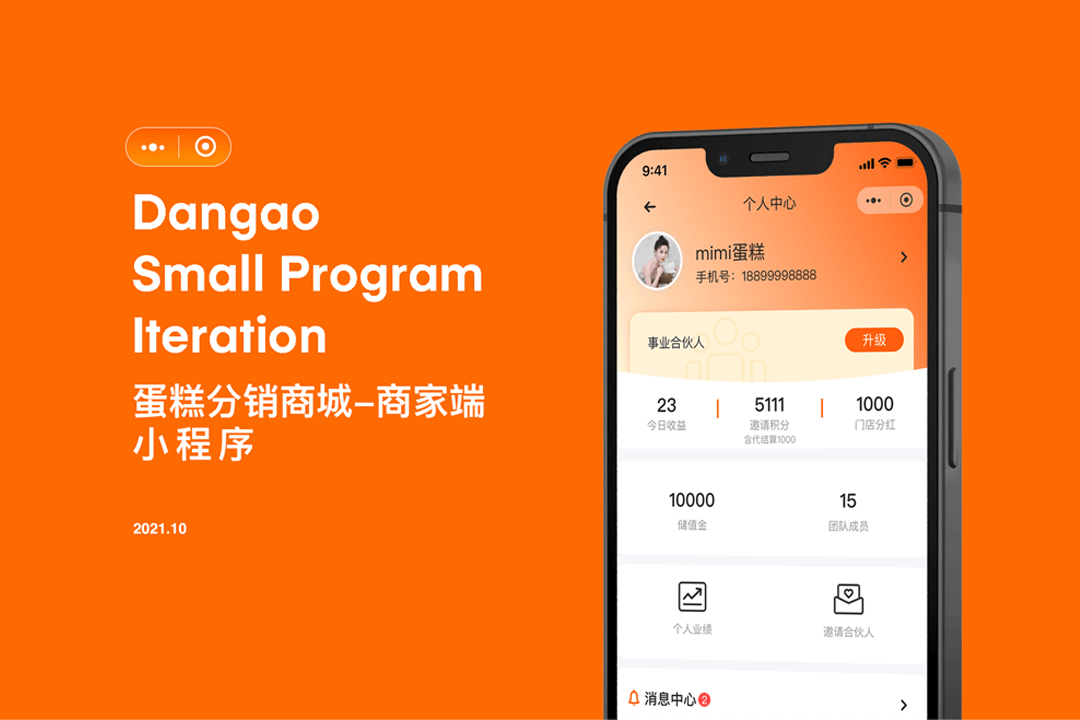 Dangao
Small Program
Iteration
蛋糕分销商城–商家端
小程序
2021.10
9:41
个人中心
mimi蛋糕
手机号：18899998888
事业合伙人
升级
23
5111
1000
今日收益
邀请积分
门店分红
含代结算1000
10000
15
储值金
团队成员
个人业绩
邀请合伙人
消息中心
2